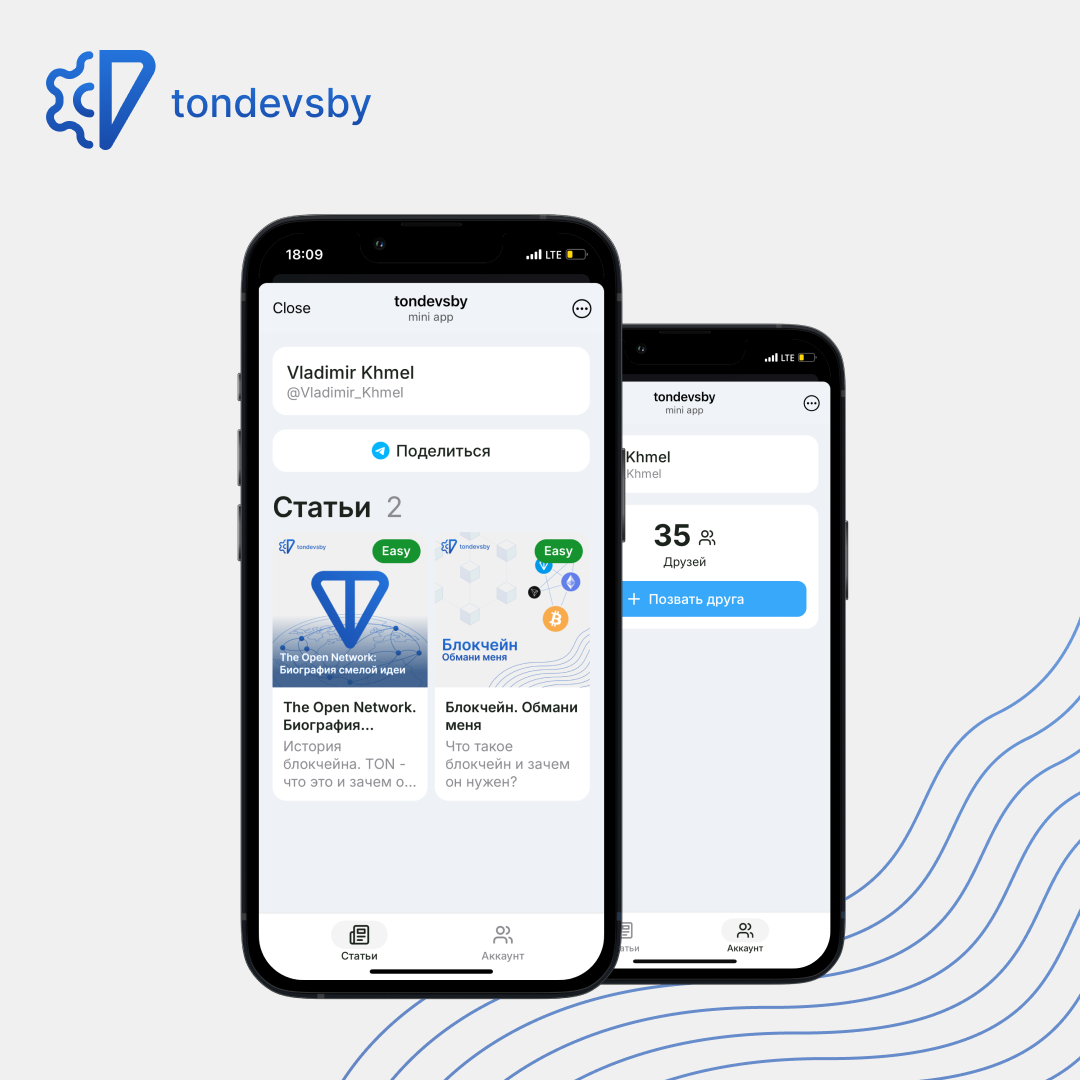 tondevsby
18:09
LTE
Close
tondevsby
mini app
Vladimir Khmel
@Vladimir_Khmel
Поделиться
Статьи 2
tondevsby
Easy
The Open Network:
Биография смелой идеи
The Open Network.
Биография...
История
блокчейна. TON -
что это и зачем о...
tondevsby
Easy
Блокчейн
Обмани меня
Блокчейн. Обмани
меня
Что такое
блокчейн и зачем
он нужен?
Статьи
Аккаунт
LTE
tondevsby
mini app
Khmel
Khmel
35
Друзей
+ Позвать друга
атьи
Аккаунт